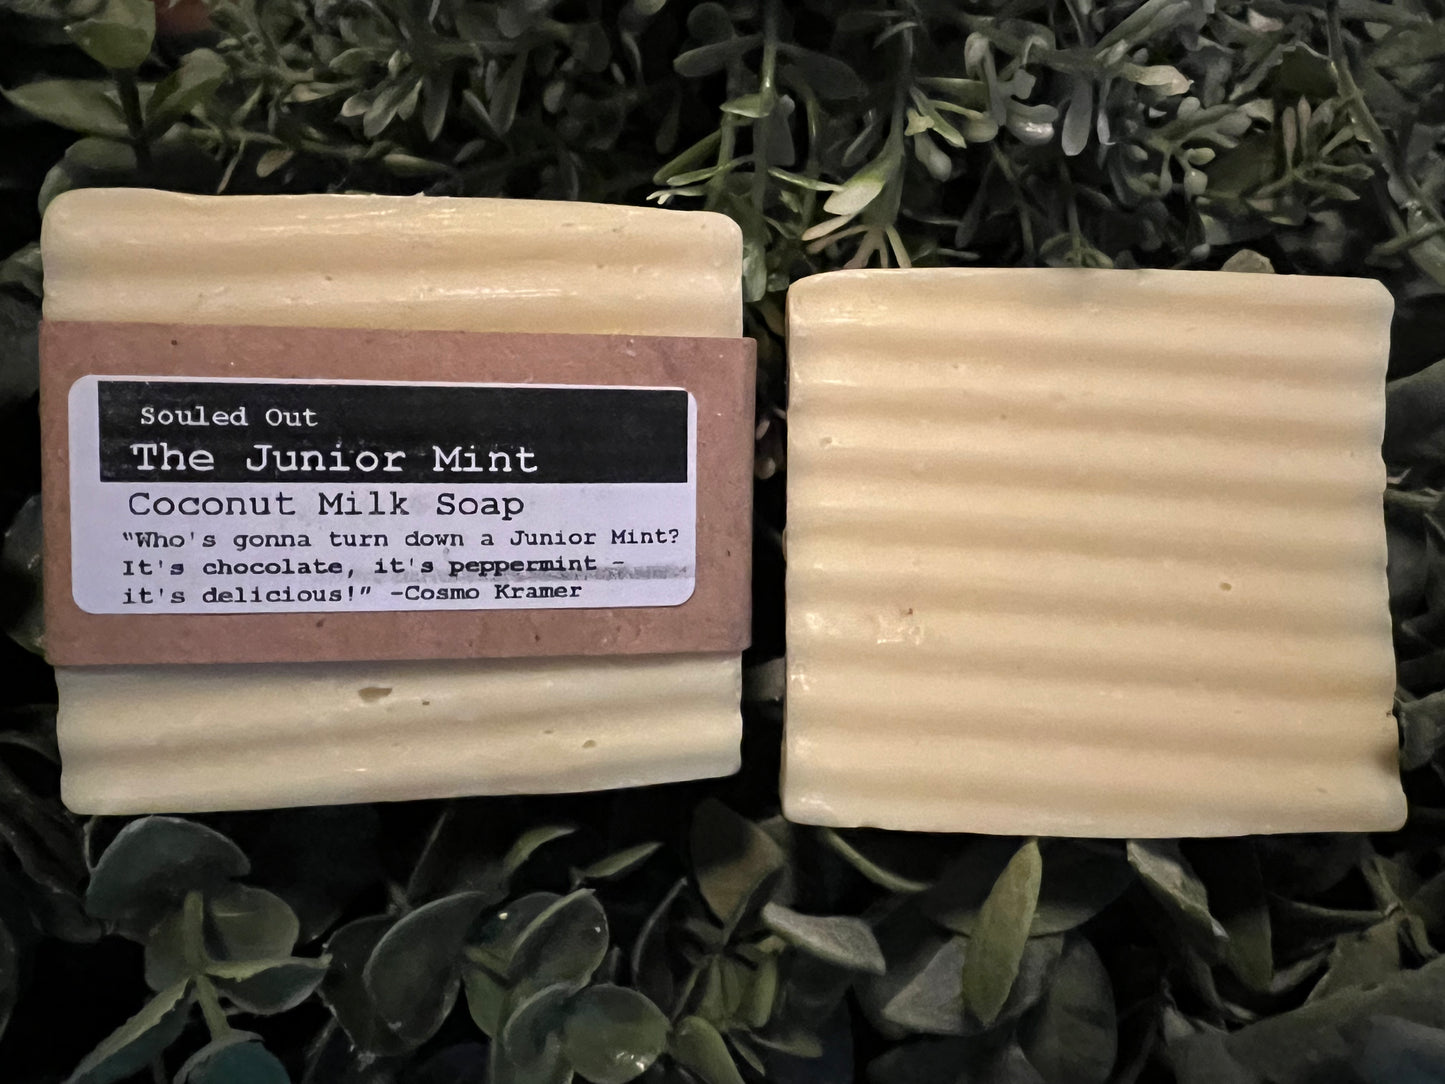 Souled Out
The Junior Mint
Coconut Milk Soap
"Who's gonna turn down a Junior Mint?
It's chocolate, it's peppermint –
it's delicious!” -Cosmo Kramer